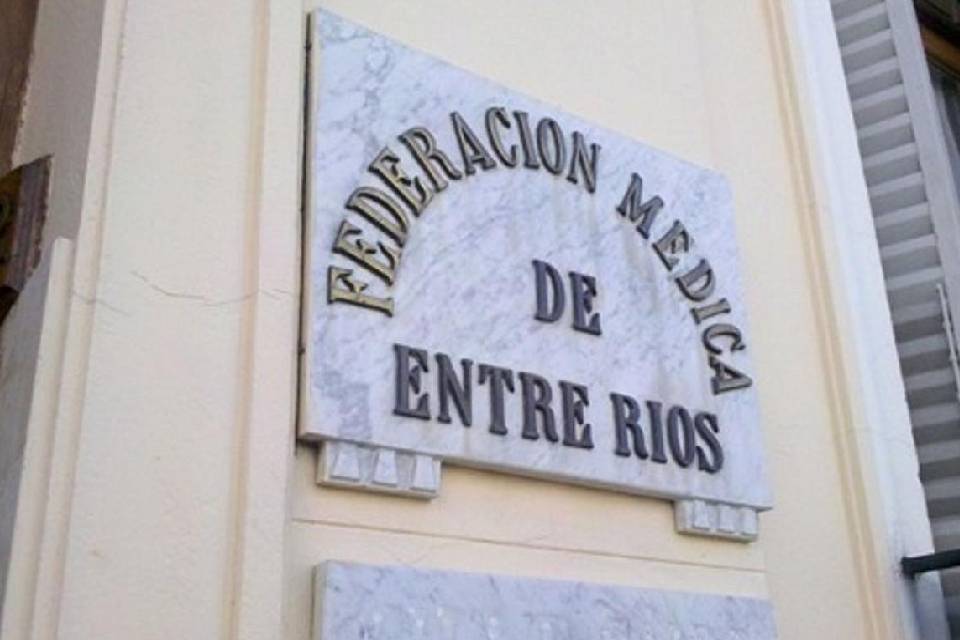 FEDERACION MEDICA
DE
ENTRE RIOS